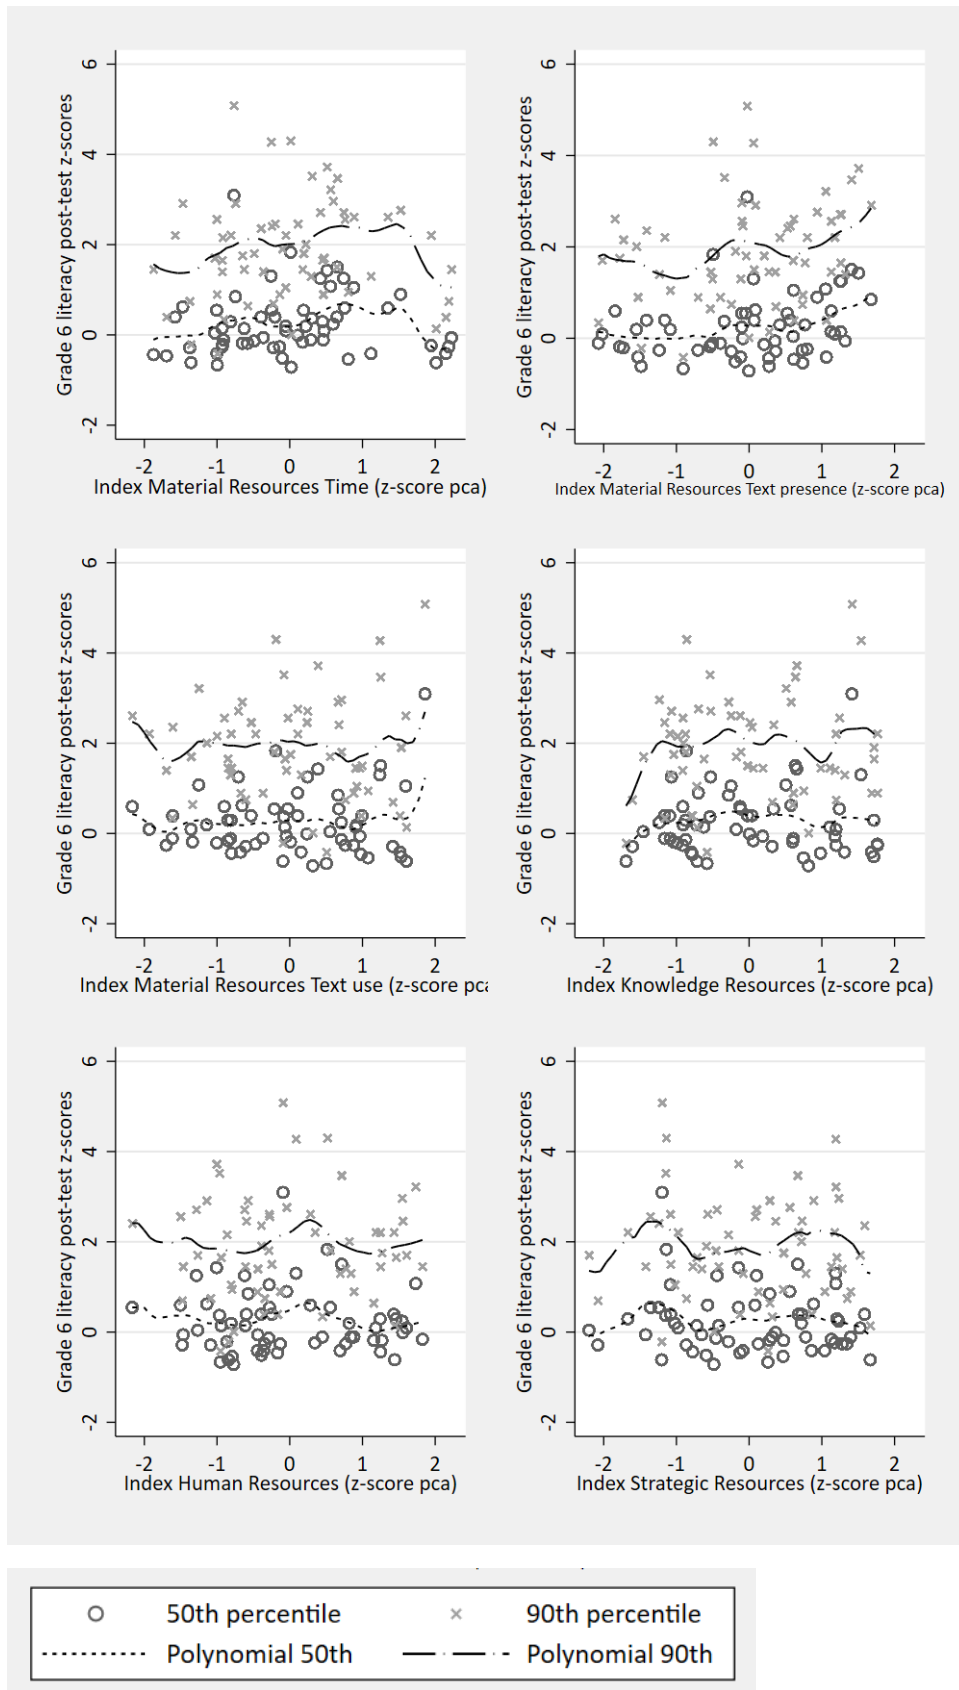 Grade 6 literacy post-test z-scores
6
4
2
0
-2
-2 -1 0 1 2
Index Material Resources Time (z-score pca)
Grade 6 literacy post-test z-scores
6
4
2
0
-2
-2 -1 0 1 2
Index Material Resources Text presence (z-score pca)
Grade 6 literacy post-test z-scores
6
4
2
0
-2
-2 -1 0 1 2
Index Material Resources Text use (z-score pca
Grade 6 literacy post-test z-scores
6
4
2
0
-2
-2 -1 0 1 2
Index Knowledge Resources (z-score pca)
Grade 6 literacy post-test z-scores
6
4
2
0
-2
-2 -1 0 1 2
Index Human Resources (z-score pca)
Grade 6 literacy post-test z-scores
6
4
2
0
-2
-2 -1 0 1 2
Index Strategic Resources (z-score pca)
50th percentile 90th percentile
Polynomial 50th Polynomial 90th